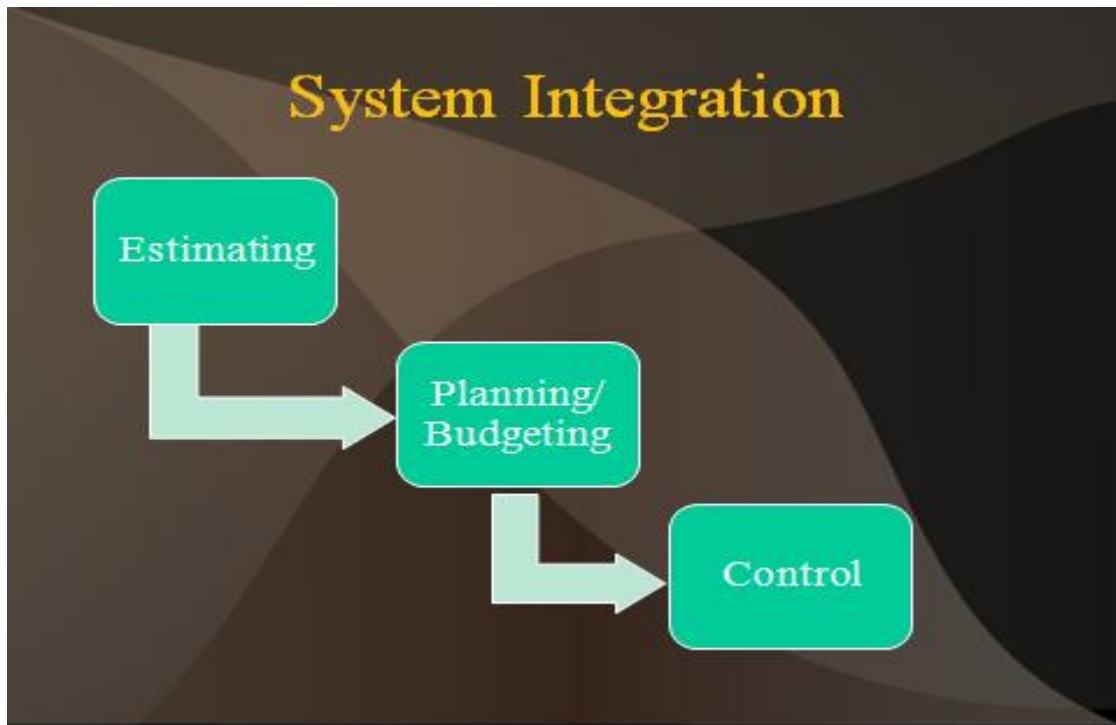 System Integration
Estimating
Planning/
Budgeting
Control